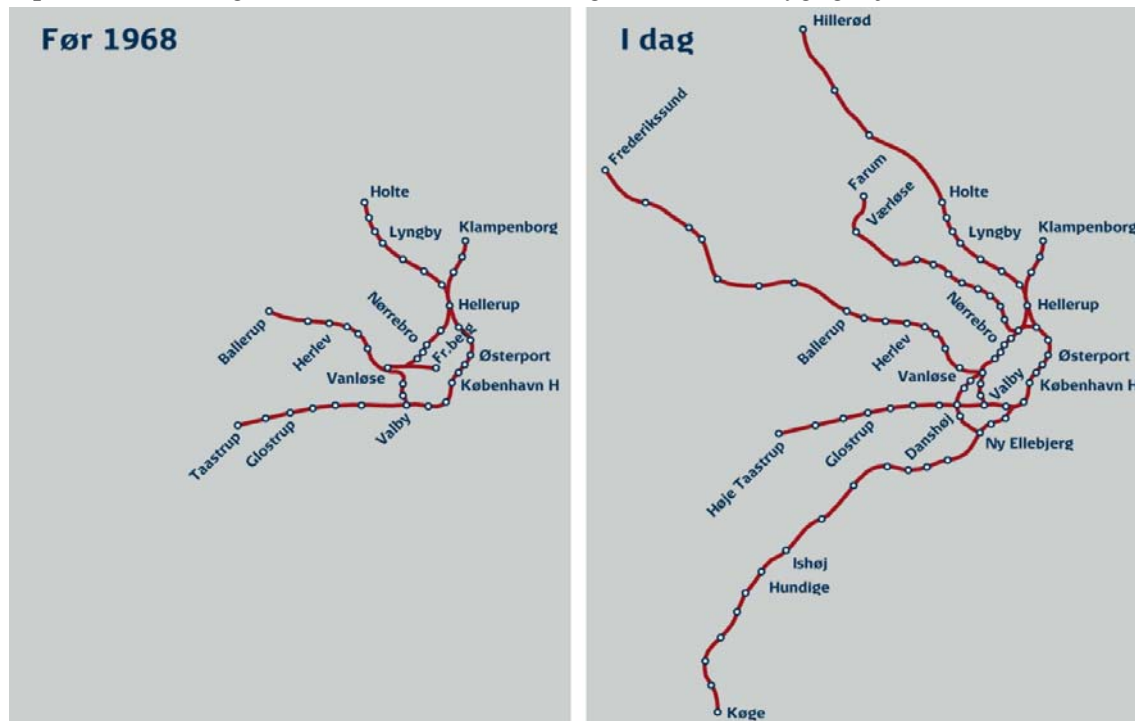 Før 1968
Holte
Lyngby
Klampenborg
Hellerup
Nørrebro
Fr.berg
Ballerup
Herlev
Østerport
Vanløse
København H
Valby
Taastrup
Glostrup
I dag
Hillerød
Frederikssund
Farum
Værløse
Holte
Lyngby
Klampenborg
Hellerup
Nørrebro
Ballerup
Herlev
Østerport
Vanløse
Valby
København H
Danshøj
Ny Ellebjerg
Glostrup
Høje Taastrup
Ishøj
Hundige
Køge